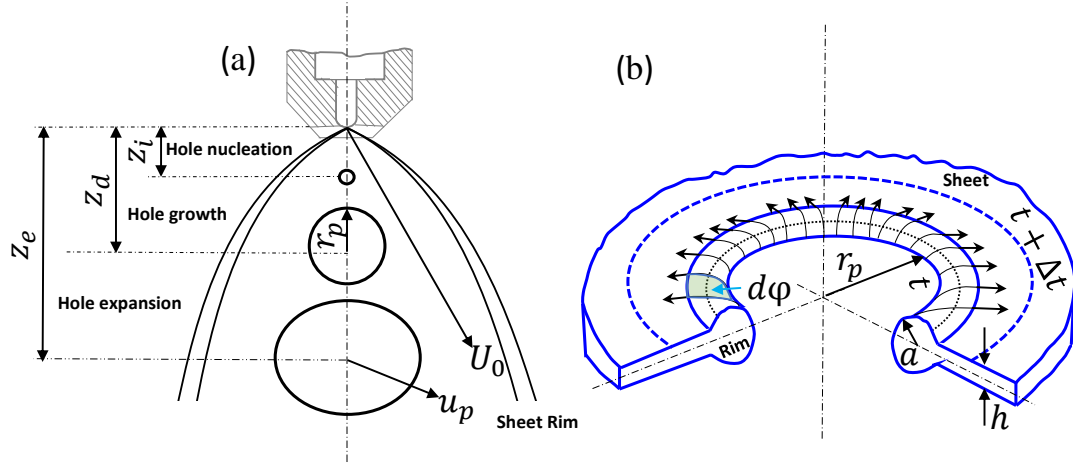 (a)
(b)
z_i
Hole nucleation
z_d
Hole growth
r_p
z_e
Hole expansion
U_0
u_p
Sheet Rim
Sheet
t + Δt
r_p
t
dφ
Rim
a
h